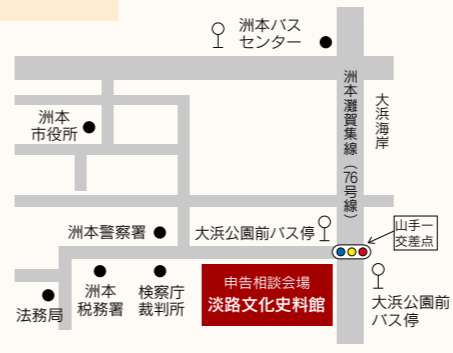 洲本バス
センター
洲本灘賀集線（76号線）
大浜海岸
洲本
市役所
洲本警察署
大浜公園前バス停
山手一
交差点
洲本
税務署
検察庁
裁判所
申告相談会場
淡路文化史料館
法務局
大浜公園前
バス停